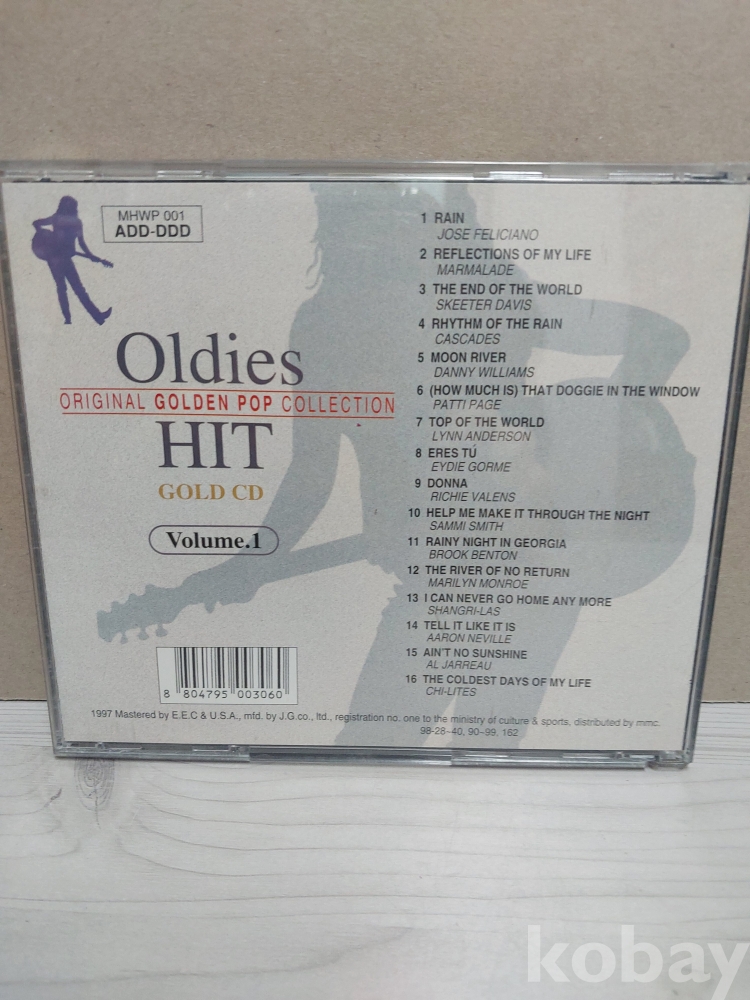 MHWP 001
ADD-DDD
Oldies
ORIGINAL GOLDEN POP COLLECTION
HIT
GOLD CD
Volume.1
1 RAIN
JOSE FELICIANO
2 REFLECTIONS OF MY LIFE
MARMALADE
3 THE END OF THE WORLD
SKEETER DAVIS
4 RHYTHM OF THE RAIN
CASCADES
5 MOON RIVER
DANNY WILLIAMS
6 (HOW MUCH IS) THAT DOGGIE IN THE WINDOW
PATTI PAGE
7 TOP OF THE WORLD
LYNN ANDERSON
8 ERES TÚ
EYDIE GORME
9 DONNA
RICHIE VALENS
10 HELP ME MAKE IT THROUGH THE NIGHT
SAMMI SMITH
11 RAINY NIGHT IN GEORGIA
BROOK BENTON
12 THE RIVER OF NO RETURN
MARILYN MONROE
13 I CAN NEVER GO HOME ANY MORE
SHANGRI-LAS
14 TELL IT LIKE IT IS
AARON NEVILLE
15 AIN'T NO SUNSHINE
AL JARREAU
16 THE COLDEST DAYS OF MY LIFE
CHI-LITES
8 804795 003060
1997 Mastered by E.E.C & U.S.A., mfd. by J.G.co., ltd., registration no. one to the ministry of culture & sports, distributed by mmc.
98-28-40, 90-99. 162
kobay